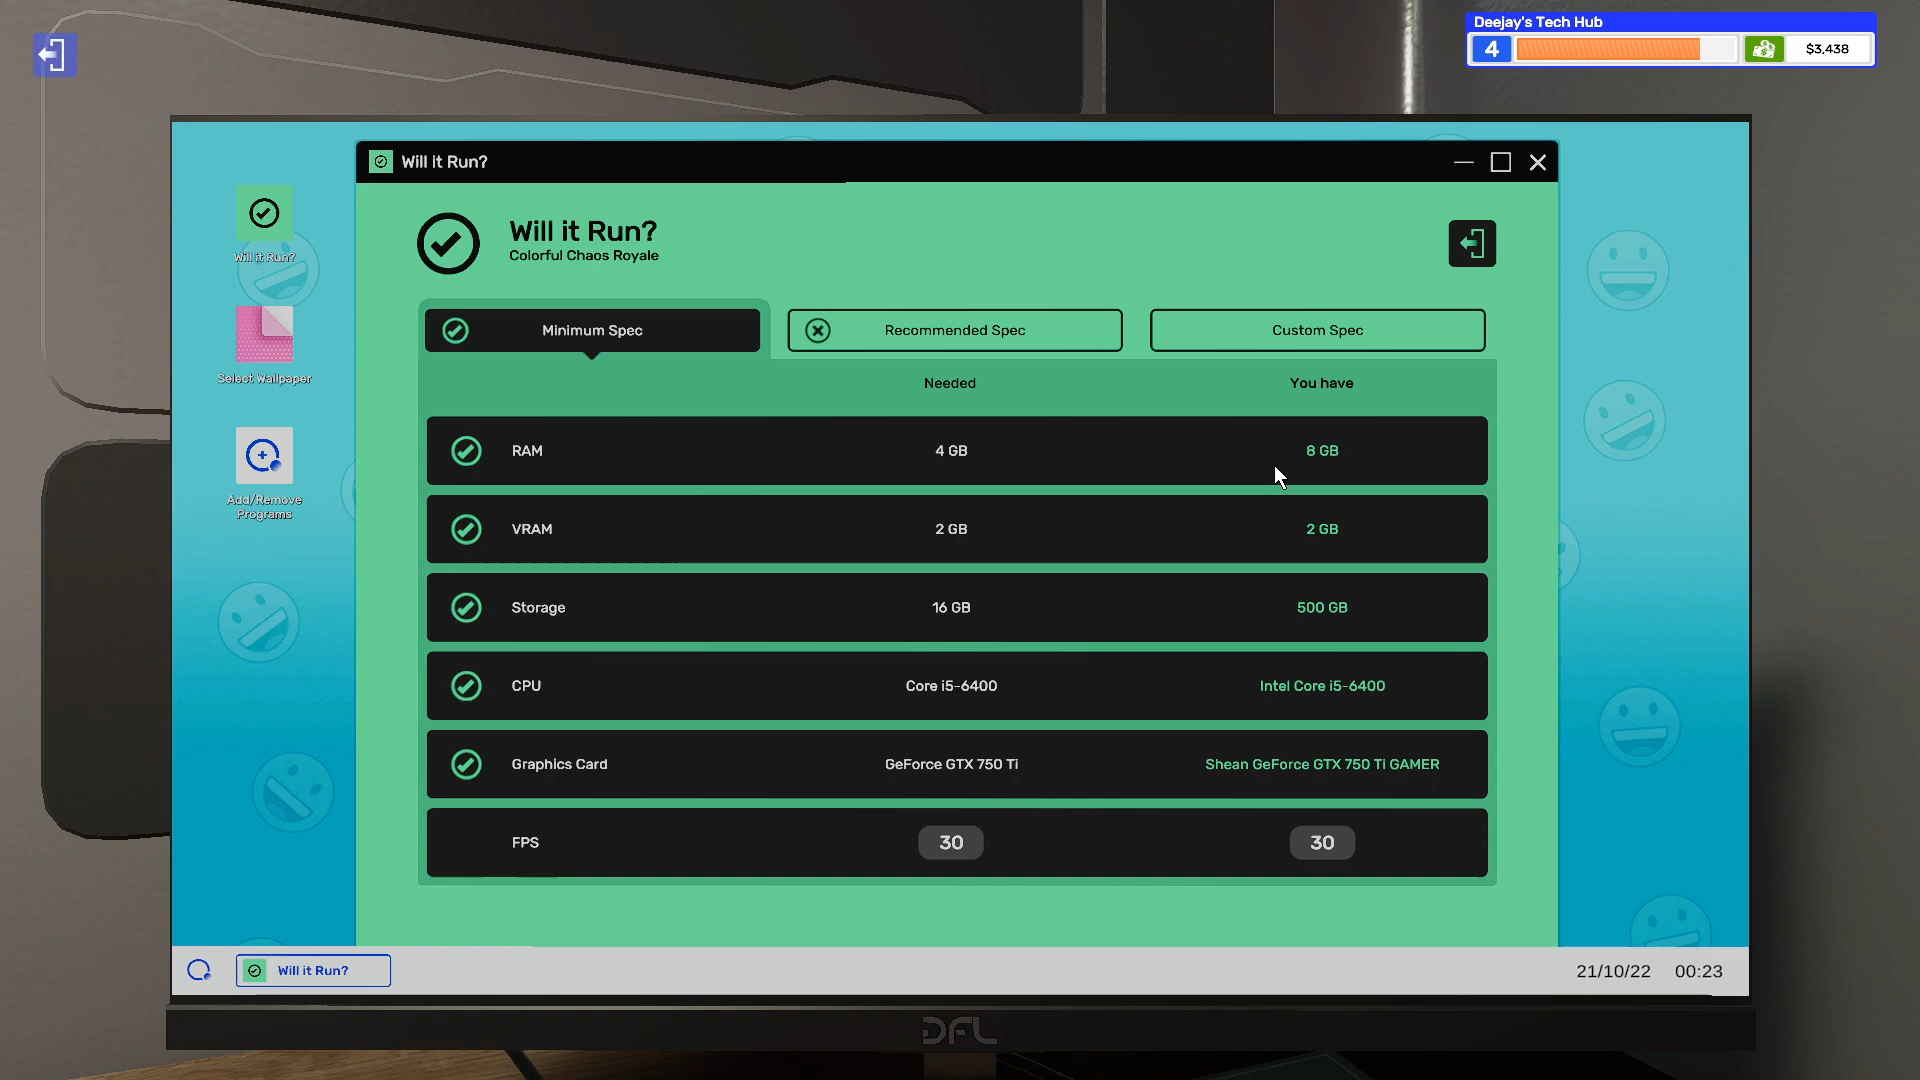 Deejay's Tech Hub
4
$3,438
Will it Run?
Will it Run?
Colorful Chaos Royale
Will it Run?
Select Wallpaper
Add/Remove
Programs
Minimum Spec
Recommended Spec
Custom Spec
Needed
You have
RAM
4 GB
8 GB
VRAM
2 GB
2 GB
Storage
16 GB
500 GB
CPU
Core i5-6400
Intel Core i5-6400
Graphics Card
GeForce GTX 750 Ti
Shean GeForce GTX 750 Ti GAMER
FPS
30
30
Will it Run?
21/10/22
00:23
DFL